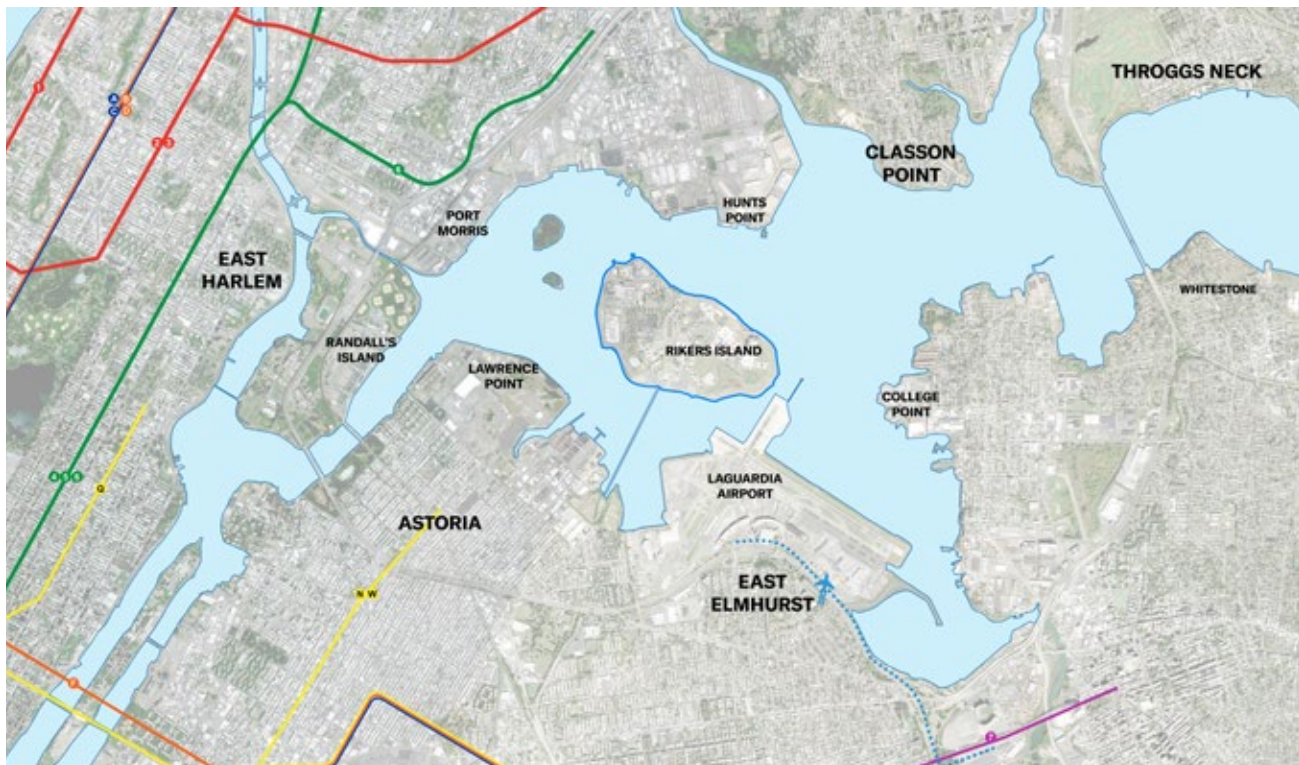 THROGGS NECK
CLASSON
POINT
HUNTS
POINT
PORT
MORRIS
EAST
HARLEM
WHITESTONE
RANDALL'S
ISLAND
RIKERS ISLAND
LAWRENCE
POINT
COLLEGE
POINT
LAGUARDIA
AIRPORT
Q
ASTORIA
N W
EAST
ELMHURST